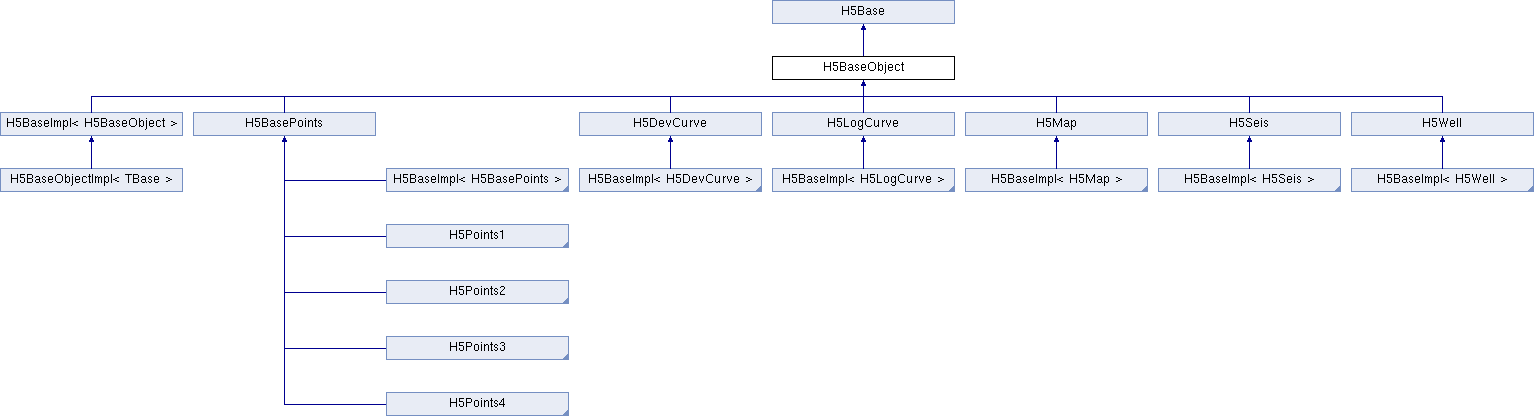 H5Base
H5BaseObject
H5BaseImpl< H5BaseObject >
H5BasePoints
H5DevCurve
H5LogCurve
H5Map
H5Seis
H5Well
H5BaseObjectImpl< TBase >
H5BaseImpl< H5BasePoints >
H5BaseImpl< H5DevCurve >
H5BaseImpl< H5LogCurve >
H5BaseImpl< H5Map >
H5BaseImpl< H5Seis >
H5BaseImpl< H5Well >
H5Points1
H5Points2
H5Points3
H5Points4